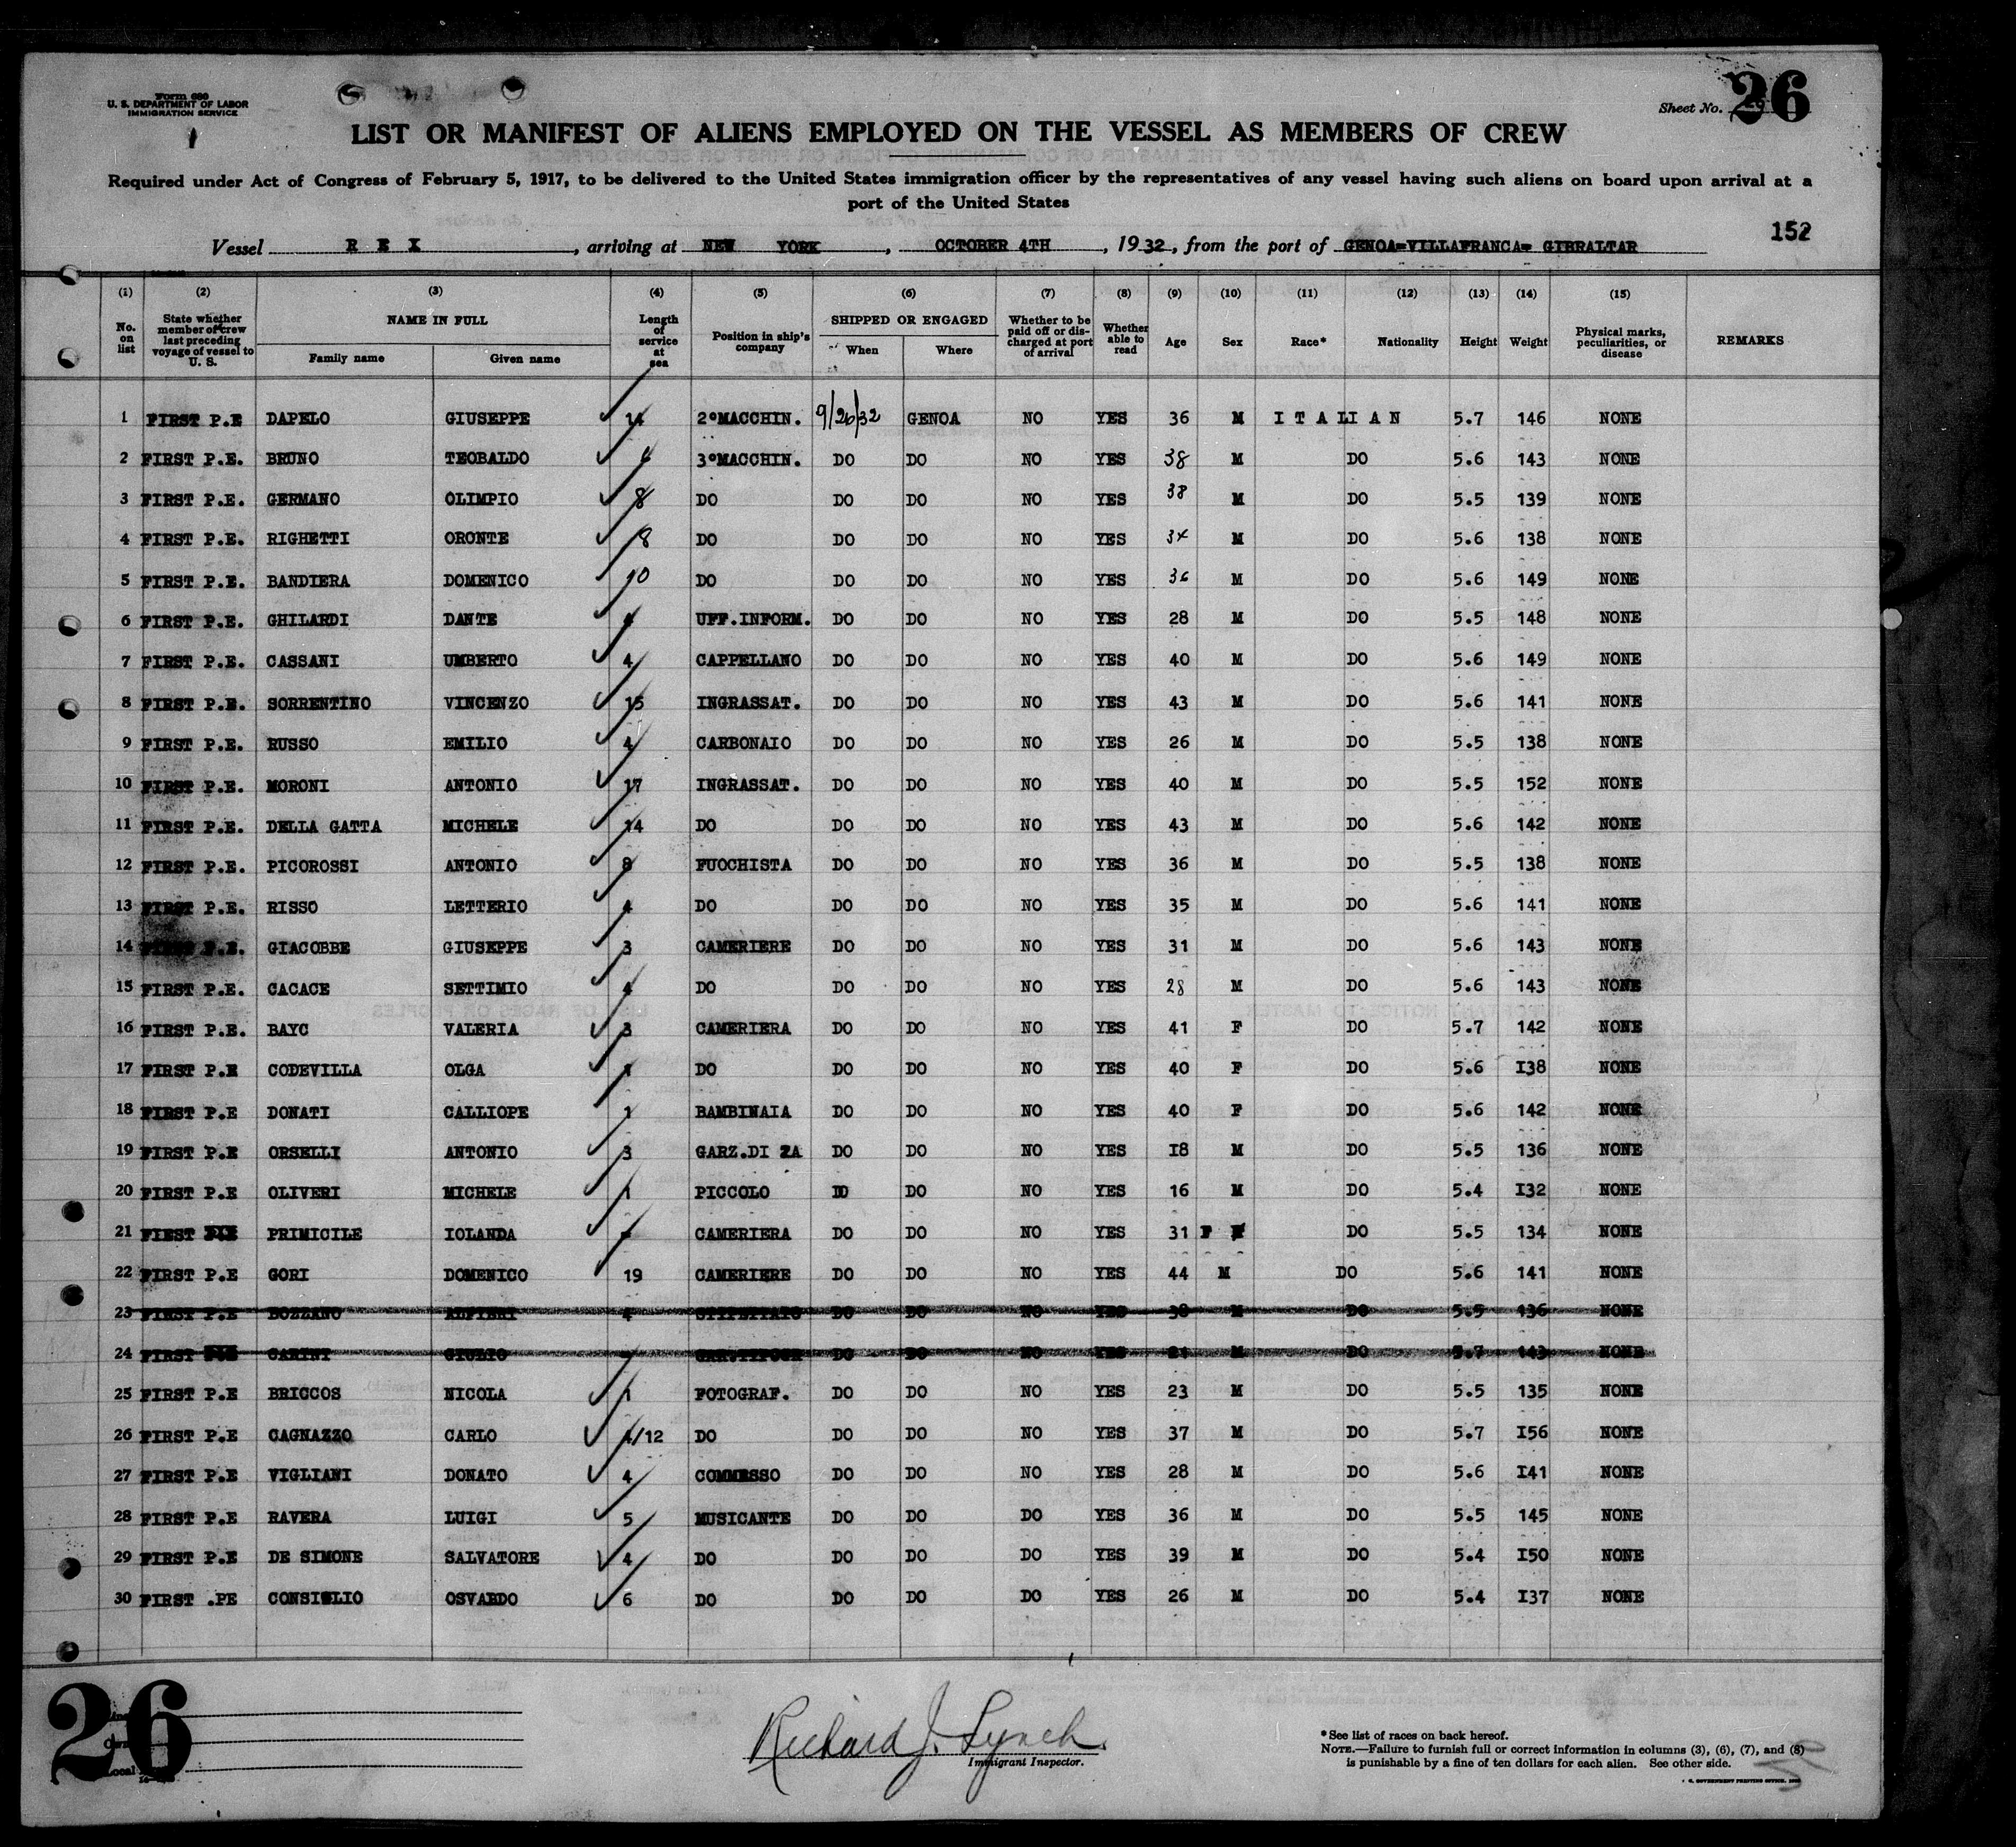 Form 680
U. S. DEPARTMENT OF LABOR
IMMIGRATION SERVICE
Sheet No. 26
LIST OR MANIFEST OF ALIENS EMPLOYED ON THE VESSEL AS MEMBERS OF CREW
Required under Act of Congress of February 5, 1917, to be delivered to the United States immigration officer by the representatives of any vessel having such aliens on board upon arrival at a
port of the United States
152
Vessel R E X, arriving at NEW YORK, OCTOBER 4TH, 1932, from the port of GENOA=VILLAFRANCA= GIBRALTAR
(1) (2) (3) (4) (5) (6) (7) (8) (9) (10) (11) (12) (13) (14) (15)
No. on list State whether member of crew last preceding voyage of vessel to U. S. NAME IN FULL Family name Given name Length of service at sea Position in ship's company SHIPPED OR ENGAGED When Where Whether to be paid off or discharged at port of arrival Whether able to read Age Sex Race* Nationality Height Weight Physical marks, peculiarities, or disease REMARKS
1 FIRST P.E DAPELO GIUSEPPE 14 2°MACCHIN. 9/26/32 GENOA NO YES 36 M I T A L I A N 5.7 146 NONE
2 FIRST P.E. BRUNO TEOBALDO 3°MACCHIN. DO DO NO YES 38 M DO 5.6 143 NONE
3 FIRST P.E. GERMANO OLIMPIO 8 DO DO DO NO YES 38 M DO 5.5 139 NONE
4 FIRST P.E. RIGHETTI ORONTE 8 DO DO DO NO YES 34 M DO 5.6 138 NONE
5 FIRST P.E. BANDIERA DOMENICO 10 DO DO DO NO YES 36 M DO 5.6 149 NONE
6 FIRST P.E. GHILARDI DANTE UFF.INFORM. DO DO NO YES 28 M DO 5.5 148 NONE
7 FIRST P.E. CASSANI UMBERTO 4 CAPPELLANO DO DO NO YES 40 M DO 5.6 149 NONE
8 FIRST P.E. SORRENTINO VINCENZO 15 INGRASSAT. DO DO NO YES 43 M DO 5.6 141 NONE
9 FIRST P.E. RUSSO EMILIO 4 CARBONAIO DO DO NO YES 26 M DO 5.5 138 NONE
10 FIRST P.E. MORONI ANTONIO 17 INGRASSAT. DO DO NO YES 40 M DO 5.5 152 NONE
11 FIRST P.E. DELLA GATTA MICHELE 14 DO DO DO NO YES 43 M DO 5.6 142 NONE
12 FIRST P.E. PICOROSSI ANTONIO 8 FUOCHISTA DO DO NO YES 36 M DO 5.5 138 NONE
13 FIRST P.E. RISSO LETTERIO 4 DO DO DO NO YES 35 M DO 5.6 141 NONE
14 FIRST P.E. GIACOBBE GIUSEPPE 3 CAMERIERE DO DO NO YES 31 M DO 5.6 143 NONE
15 FIRST P.E. CACACE SETTIMIO 4 DO DO DO NO YES 28 M DO 5.6 143 NONE
16 FIRST P.E. BAYC VALERIA 3 CAMERIERA DO DO NO YES 41 F DO 5.7 142 NONE
17 FIRST P.E CODEVILLA OLGA 1 DO DO DO NO YES 40 F DO 5.6 I38 NONE
18 FIRST P.E DONATI CALLIOPE 1 BAMBINAIA DO DO NO YES 40 F DO 5.6 142 NONE
19 FIRST P.E ORSELLI ANTONIO 3 GARZ.DI 2A DO DO NO YES I8 M DO 5.5 136 NONE
20 FIRST P.E OLIVERI MICHELE 1 PICCOLO DO DO NO YES 16 M DO 5.4 I32 NONE
21 FIRST PRIMICILE IOLANDA CAMERIERA DO DO NO YES 31 F DO 5.5 134 NONE
22 FIRST P.E GORI DOMENICO 19 CAMERIERE DO DO NO YES 44 M DO 5.6 141 NONE
23 FIRST P.E BOZZANO ALFIERI 4 DO DO NO YES 38 M DO 5.5 136 NONE
24 FIRST CARINI GIULIO DO DO NO YES M DO 5.7 143 NONE
25 FIRST P.E BRICCOS NICOLA 1 FOTOGRAF. DO DO NO YES 23 M DO 5.5 135 NONE
26 FIRST P.E CAGNAZZO CARLO 1/12 DO DO DO NO YES 37 M DO 5.7 I56 NONE
27 FIRST P.E VIGLIANI DONATO 4 COMMESSO DO DO NO YES 28 M DO 5.6 I41 NONE
28 FIRST P.E RAVERA LUIGI 5 MUSICANTE DO DO DO YES 36 M DO 5.5 145 NONE
29 FIRST P.E DE SIMONE SALVATORE 4 DO DO DO DO YES 39 M DO 5.4 I50 NONE
30 FIRST .PE CONSIGLIO OSVALDO 6 DO DO DO DO YES 26 M DO 5.4 I37 NONE
26
Richard J. Lynch
Immigrant Inspector.
*See list of races on back hereof.
NOTE.—Failure to furnish full or correct information in columns (3), (6), (7), and (8)
is punishable by a fine of ten dollars for each alien. See other side.